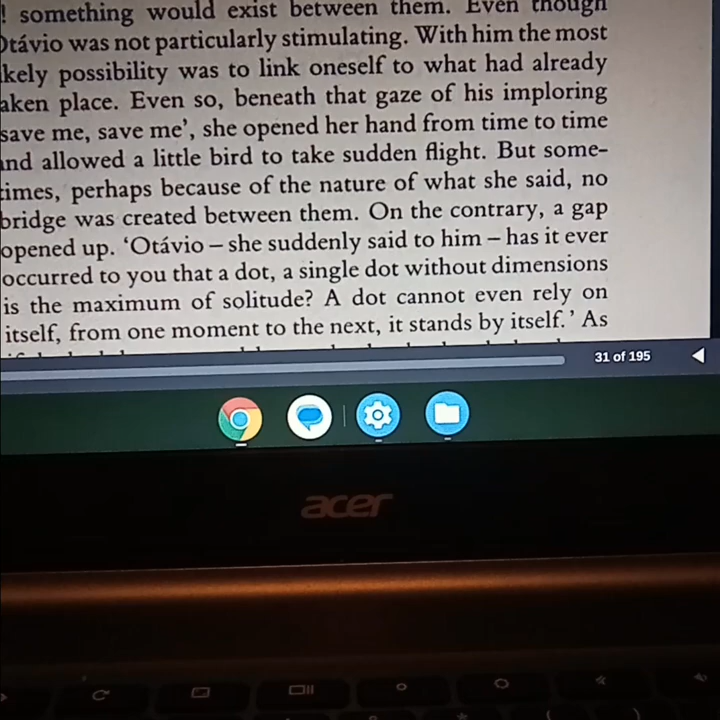 ! something would exist between them. Even though
Otávio was not particularly stimulating. With him the most
kely possibility was to link oneself to what had already
aken place. Even so, beneath that gaze of his imploring
save me, save me’, she opened her hand from time to time
and allowed a little bird to take sudden flight. But some-
times, perhaps because of the nature of what she said, no
bridge was created between them. On the contrary, a gap
opened up. ‘Otávio – she suddenly said to him – has it ever
occurred to you that a dot, a single dot without dimensions
is the maximum of solitude? A dot cannot even rely on
itself, from one moment to the next, it stands by itself.’ As
31 of 195
acer